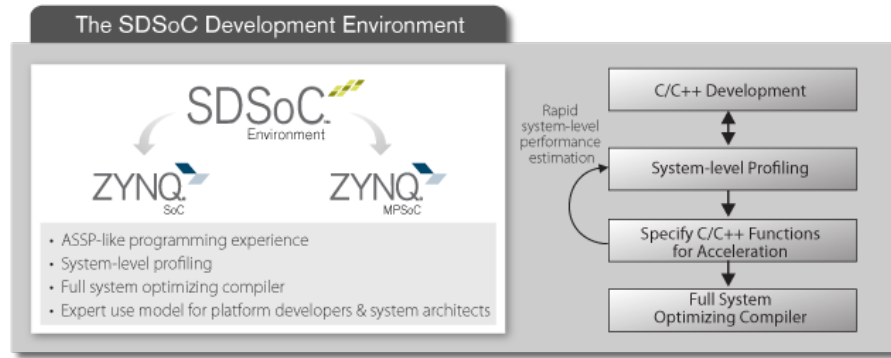 The SDSoC Development Environment
SDSoC™
Environment
ZYNQ
SoC
ZYNQ
MPSoC
• ASSP-like programming experience
• System-level profiling
• Full system optimizing compiler
• Expert use model for platform developers & system architects
C/C++ Development
Rapid
system-level
performance
estimation
System-level Profiling
Specify C/C++ Functions
for Acceleration
Full System
Optimizing Compiler